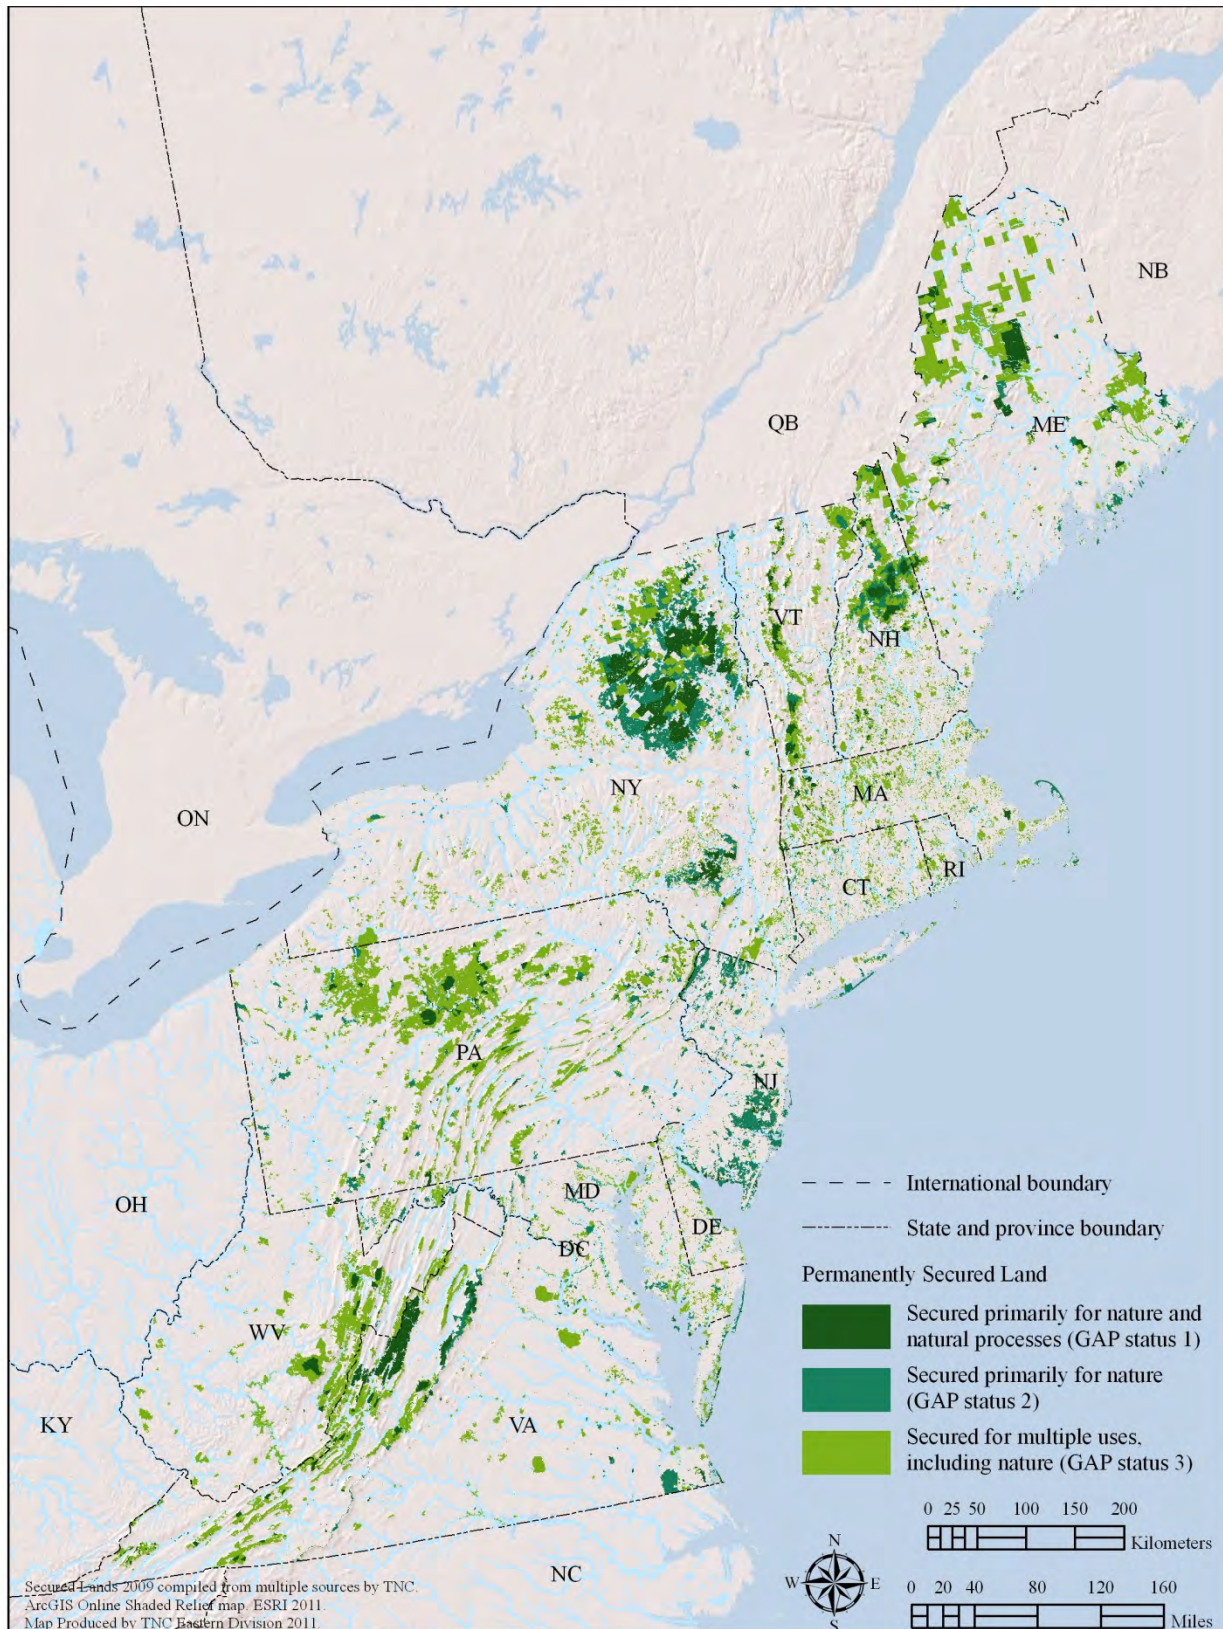 NB
QB
ME
VT
NH
NY
ON
MA
CT
RI
PA
NJ
OH
MD
DE
DC
WV
KY
VA
NC
International boundary
State and province boundary
Permanently Secured Land
Secured primarily for nature and
natural processes (GAP status 1)
Secured primarily for nature
(GAP status 2)
Secured for multiple uses,
including nature (GAP status 3)
0 25 50 100 150 200
Kilometers
N
W E
S
0 20 40 80 120 160
Miles
Secured Lands 2009 compiled from multiple sources by TNC.
ArcGIS Online Shaded Relief map. ESRI 2011.
Map Produced by TNC Eastern Division 2011.